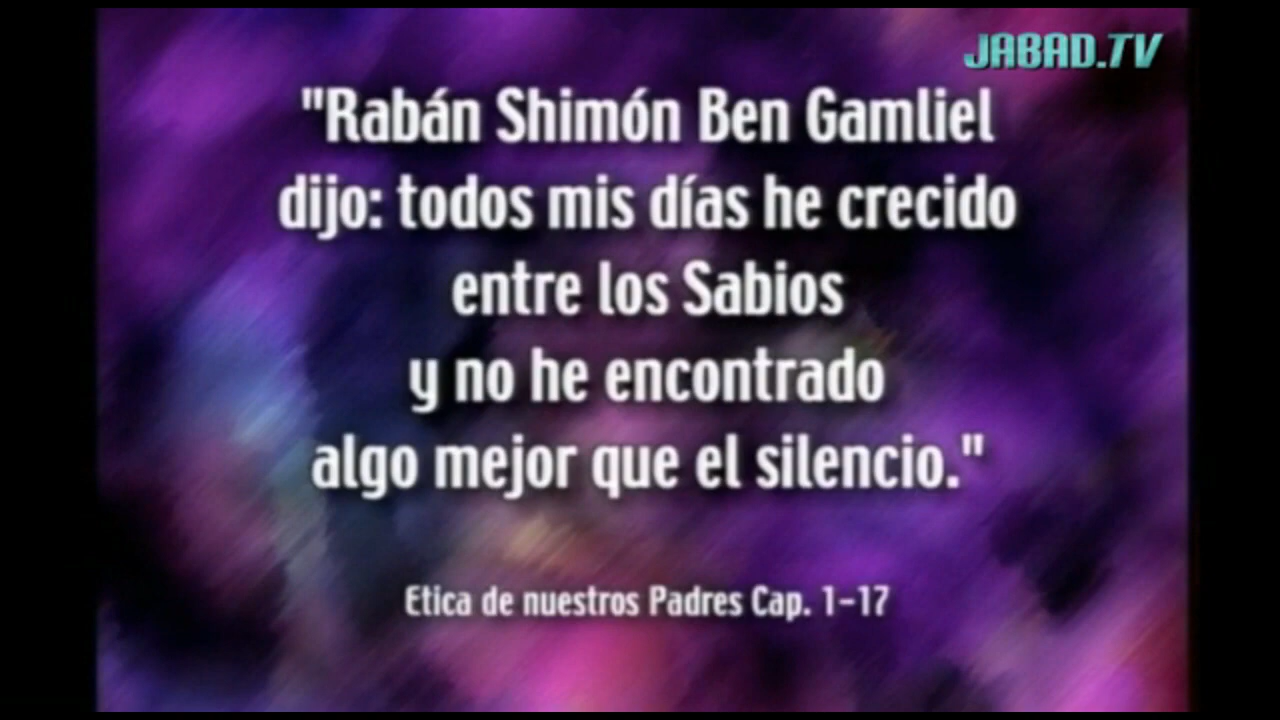 JABAD.TV
"Rabán Shimón Ben Gamliel
dijo: todos mis días he crecido
entre los Sabios
y no he encontrado
algo mejor que el silencio."
Etica de nuestros Padres Cap. 1-17